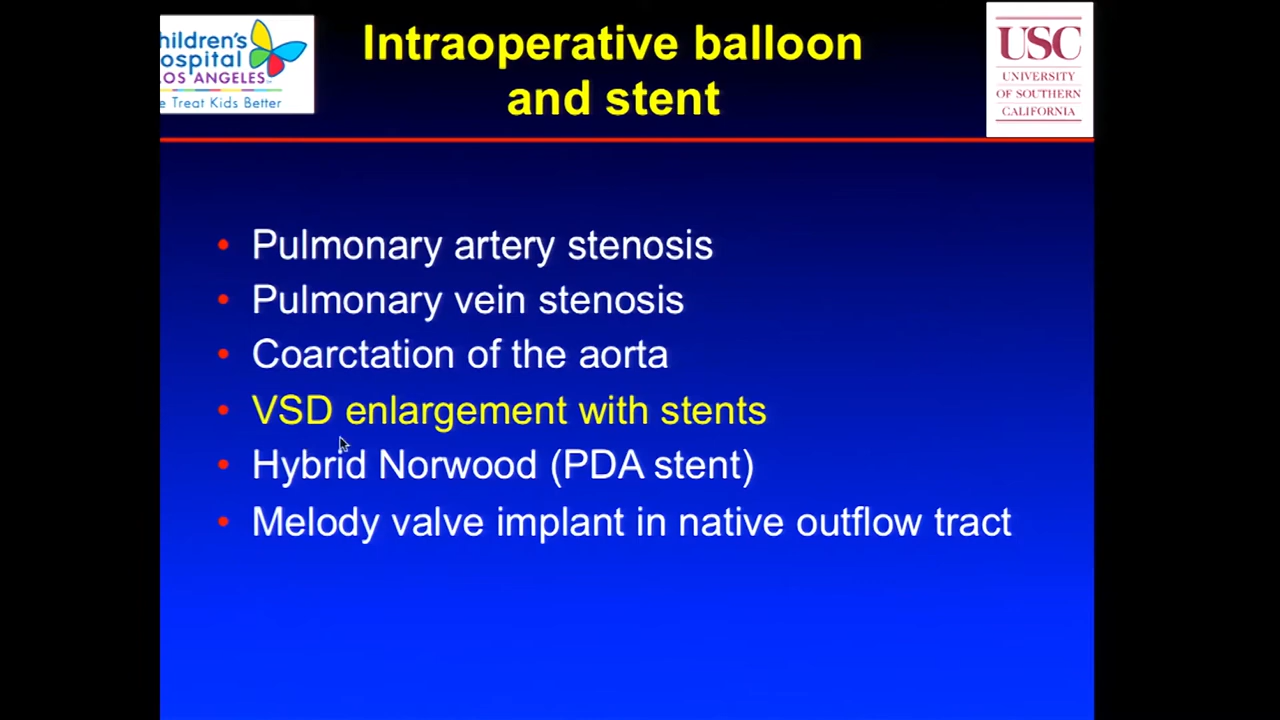 hildren's
ospital
LOS ANGELES
e Treat Kids Better
Intraoperative balloon
and stent
USC
UNIVERSITY
OF SOUTHERN
CALIFORNIA
• Pulmonary artery stenosis
• Pulmonary vein stenosis
• Coarctation of the aorta
• VSD enlargement with stents
• Hybrid Norwood (PDA stent)
• Melody valve implant in native outflow tract